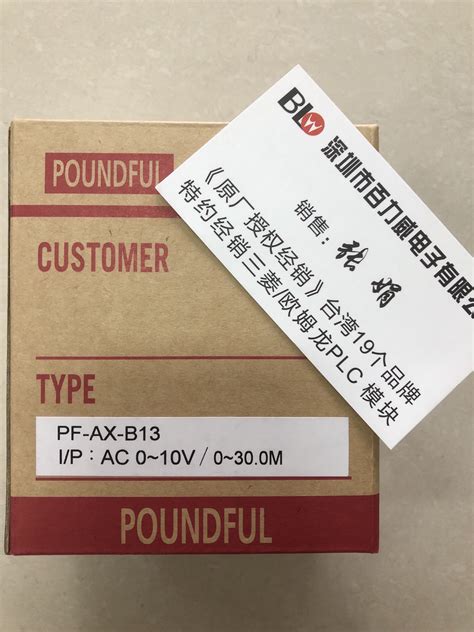 POUNDFUL
CUSTOMER
TYPE
PF-AX-B13
I/P : AC 0~10V / 0~30.0M
POUNDFUL
BLW 深圳市百力威电子有限公
销售: 张娟
《原厂授权经销》台湾19个品牌
特约经销三菱/欧姆龙PLC 模块